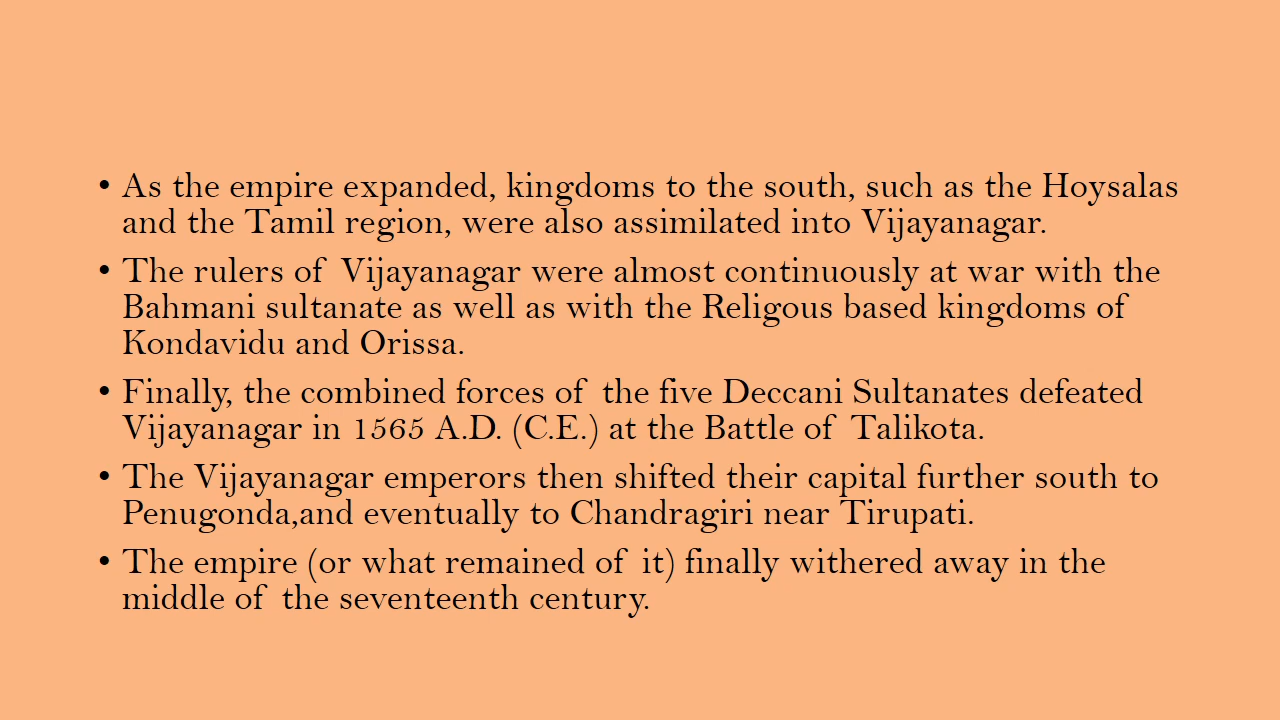 • As the empire expanded, kingdoms to the south, such as the Hoysalas
and the Tamil region, were also assimilated into Vijayanagar.
• The rulers of Vijayanagar were almost continuously at war with the
Bahmani sultanate as well as with the Religous based kingdoms of
Kondavidu and Orissa.
• Finally, the combined forces of the five Deccani Sultanates defeated
Vijayanagar in 1565 A.D. (C.E.) at the Battle of Talikota.
• The Vijayanagar emperors then shifted their capital further south to
Penugonda,and eventually to Chandragiri near Tirupati.
• The empire (or what remained of it) finally withered away in the
middle of the seventeenth century.